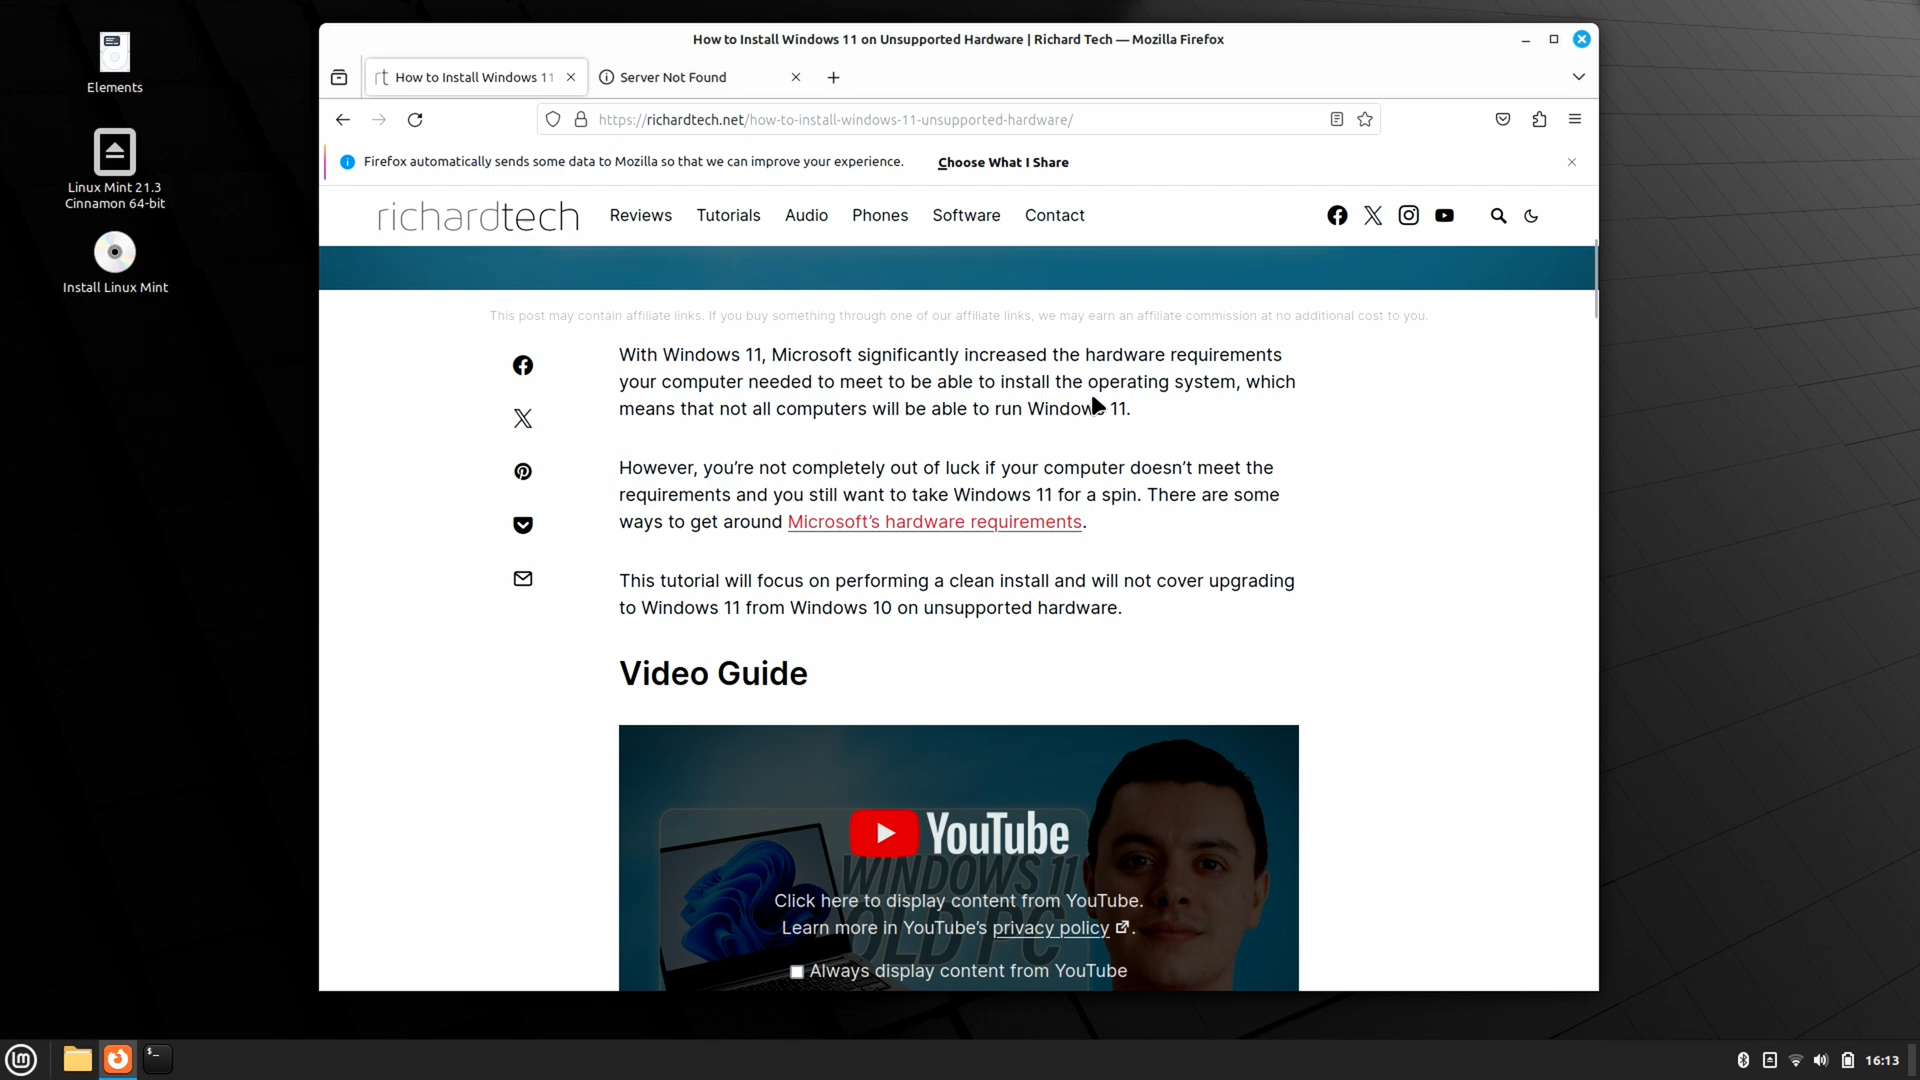 How to Install Windows 11 on Unsupported Hardware | Richard Tech — Mozilla Firefox
Elements
Linux Mint 21.3
Cinnamon 64-bit
Install Linux Mint
How to Install Windows 11
Server Not Found
https://richardtech.net/how-to-install-windows-11-unsupported-hardware/
Firefox automatically sends some data to Mozilla so that we can improve your experience. Choose What I Share
richardtech Reviews Tutorials Audio Phones Software Contact
This post may contain affiliate links. If you buy something through one of our affiliate links, we may earn an affiliate commission at no additional cost to you.
With Windows 11, Microsoft significantly increased the hardware requirements
your computer needed to meet to be able to install the operating system, which
means that not all computers will be able to run Windows 11.
However, you’re not completely out of luck if your computer doesn’t meet the
requirements and you still want to take Windows 11 for a spin. There are some
ways to get around Microsoft’s hardware requirements.
This tutorial will focus on performing a clean install and will not cover upgrading
to Windows 11 from Windows 10 on unsupported hardware.
Video Guide
YouTube
WINDOWS 11
OLD PC
Click here to display content from YouTube.
Learn more in YouTube’s privacy policy.
Always display content from YouTube
16:13